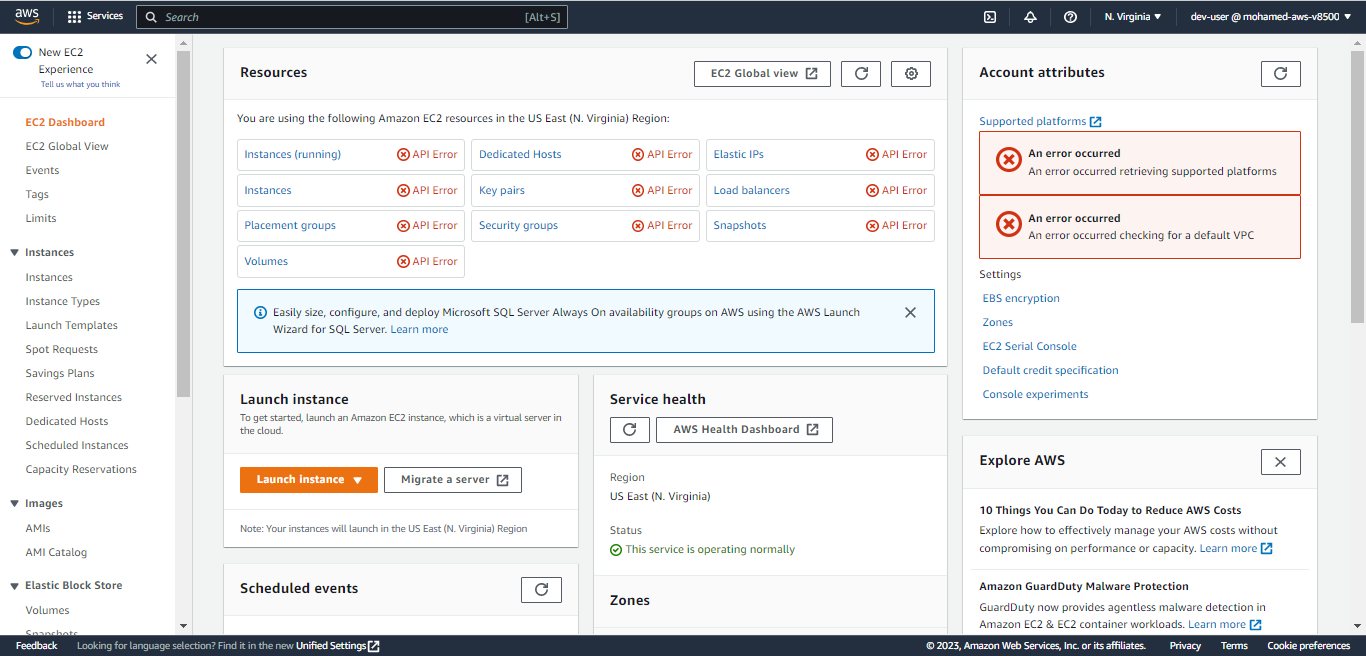 aws
Services
Search
[Alt+S]
N. Virginia
dev-user @ mohamed-aws-v8500
New EC2
Experience
Tell us what you think
EC2 Dashboard
EC2 Global View
Events
Tags
Limits
Instances
Instances
Instance Types
Launch Templates
Spot Requests
Savings Plans
Reserved Instances
Dedicated Hosts
Scheduled Instances
Capacity Reservations
Images
AMIs
AMI Catalog
Elastic Block Store
Volumes
Snapshots
Resources
EC2 Global view
You are using the following Amazon EC2 resources in the US East (N. Virginia) Region:
Instances (running) API Error
Dedicated Hosts API Error
Elastic IPs API Error
Instances API Error
Key pairs API Error
Load balancers API Error
Placement groups API Error
Security groups API Error
Snapshots API Error
Volumes API Error
Easily size, configure, and deploy Microsoft SQL Server Always On availability groups on AWS using the AWS Launch
Wizard for SQL Server. Learn more
Launch instance
To get started, launch an Amazon EC2 instance, which is a virtual server in
the cloud.
Launch instance
Migrate a server
Note: Your instances will launch in the US East (N. Virginia) Region
Scheduled events
Service health
AWS Health Dashboard
Region
US East (N. Virginia)
Status
This service is operating normally
Zones
Account attributes
Supported platforms
An error occurred
An error occurred retrieving supported platforms
An error occurred
An error occurred checking for a default VPC
Settings
EBS encryption
Zones
EC2 Serial Console
Default credit specification
Console experiments
Explore AWS
10 Things You Can Do Today to Reduce AWS Costs
Explore how to effectively manage your AWS costs without
compromising on performance or capacity. Learn more
Amazon GuardDuty Malware Protection
GuardDuty now provides agentless malware detection in
Amazon EC2 & EC2 container workloads. Learn more
Feedback
Looking for language selection? Find it in the new Unified Settings
© 2023, Amazon Web Services, Inc. or its affiliates.
Privacy
Terms
Cookie preferences